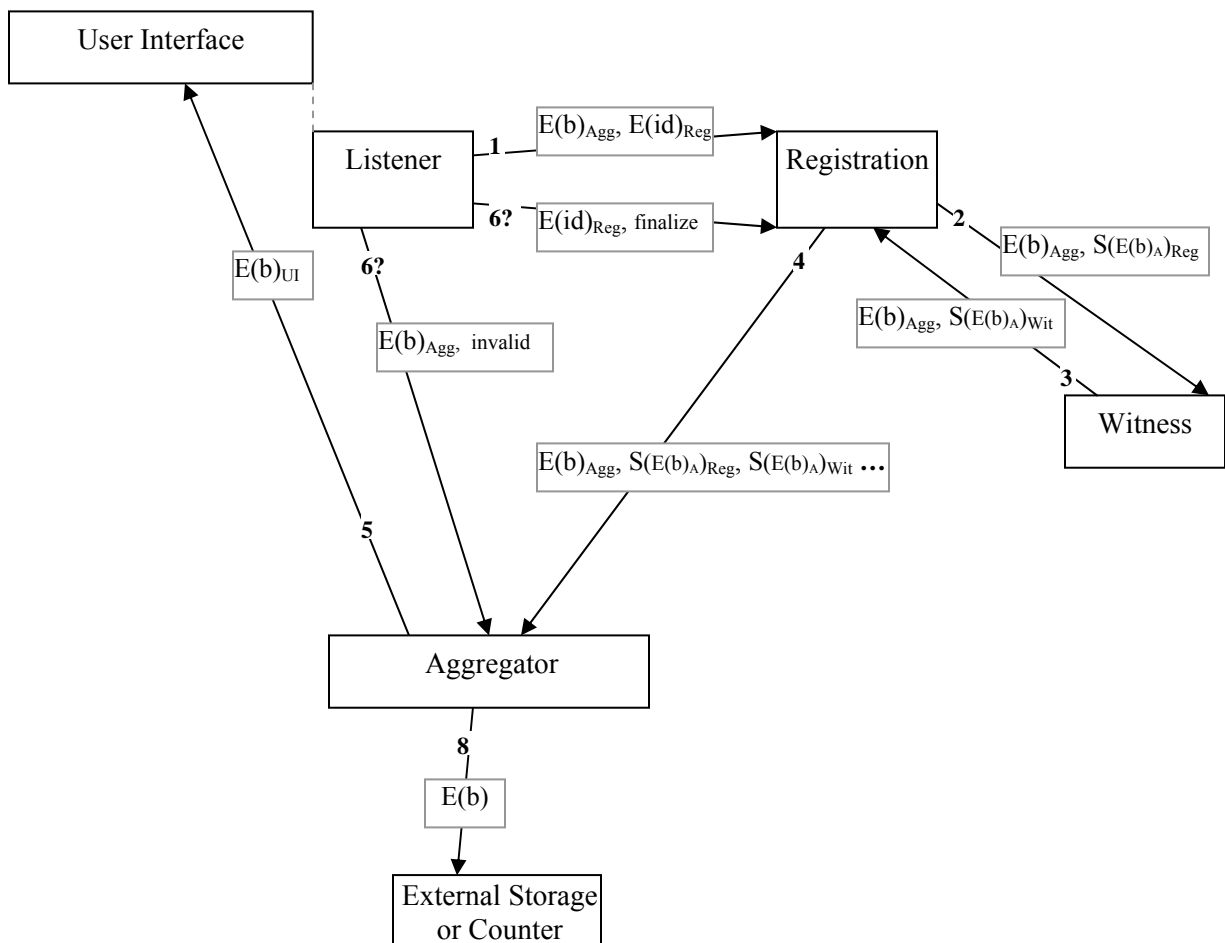 User Interface
Listener
1
E(b)Agg, E(id)Reg
Registration
6?
E(id)Reg, finalize
2
E(b)Agg, S(E(b)A)Reg
E(b)UI
6?
4
E(b)Agg, S(E(b)A)Wit
E(b)Agg, invalid
3
Witness
E(b)Agg, S(E(b)A)Reg, S(E(b)A)Wit ...
5
Aggregator
8
E(b)
External Storage
or Counter